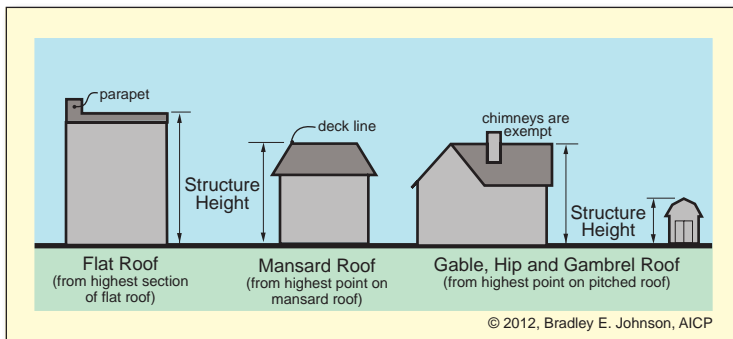 parapet
deck line
chimneys are
exempt
Structure
Height
Structure
Height
Flat Roof
(from highest section
of flat roof)
Mansard Roof
(from highest point on
mansard roof)
Gable, Hip and Gambrel Roof
(from highest point on pitched roof)
© 2012, Bradley E. Johnson, AICP